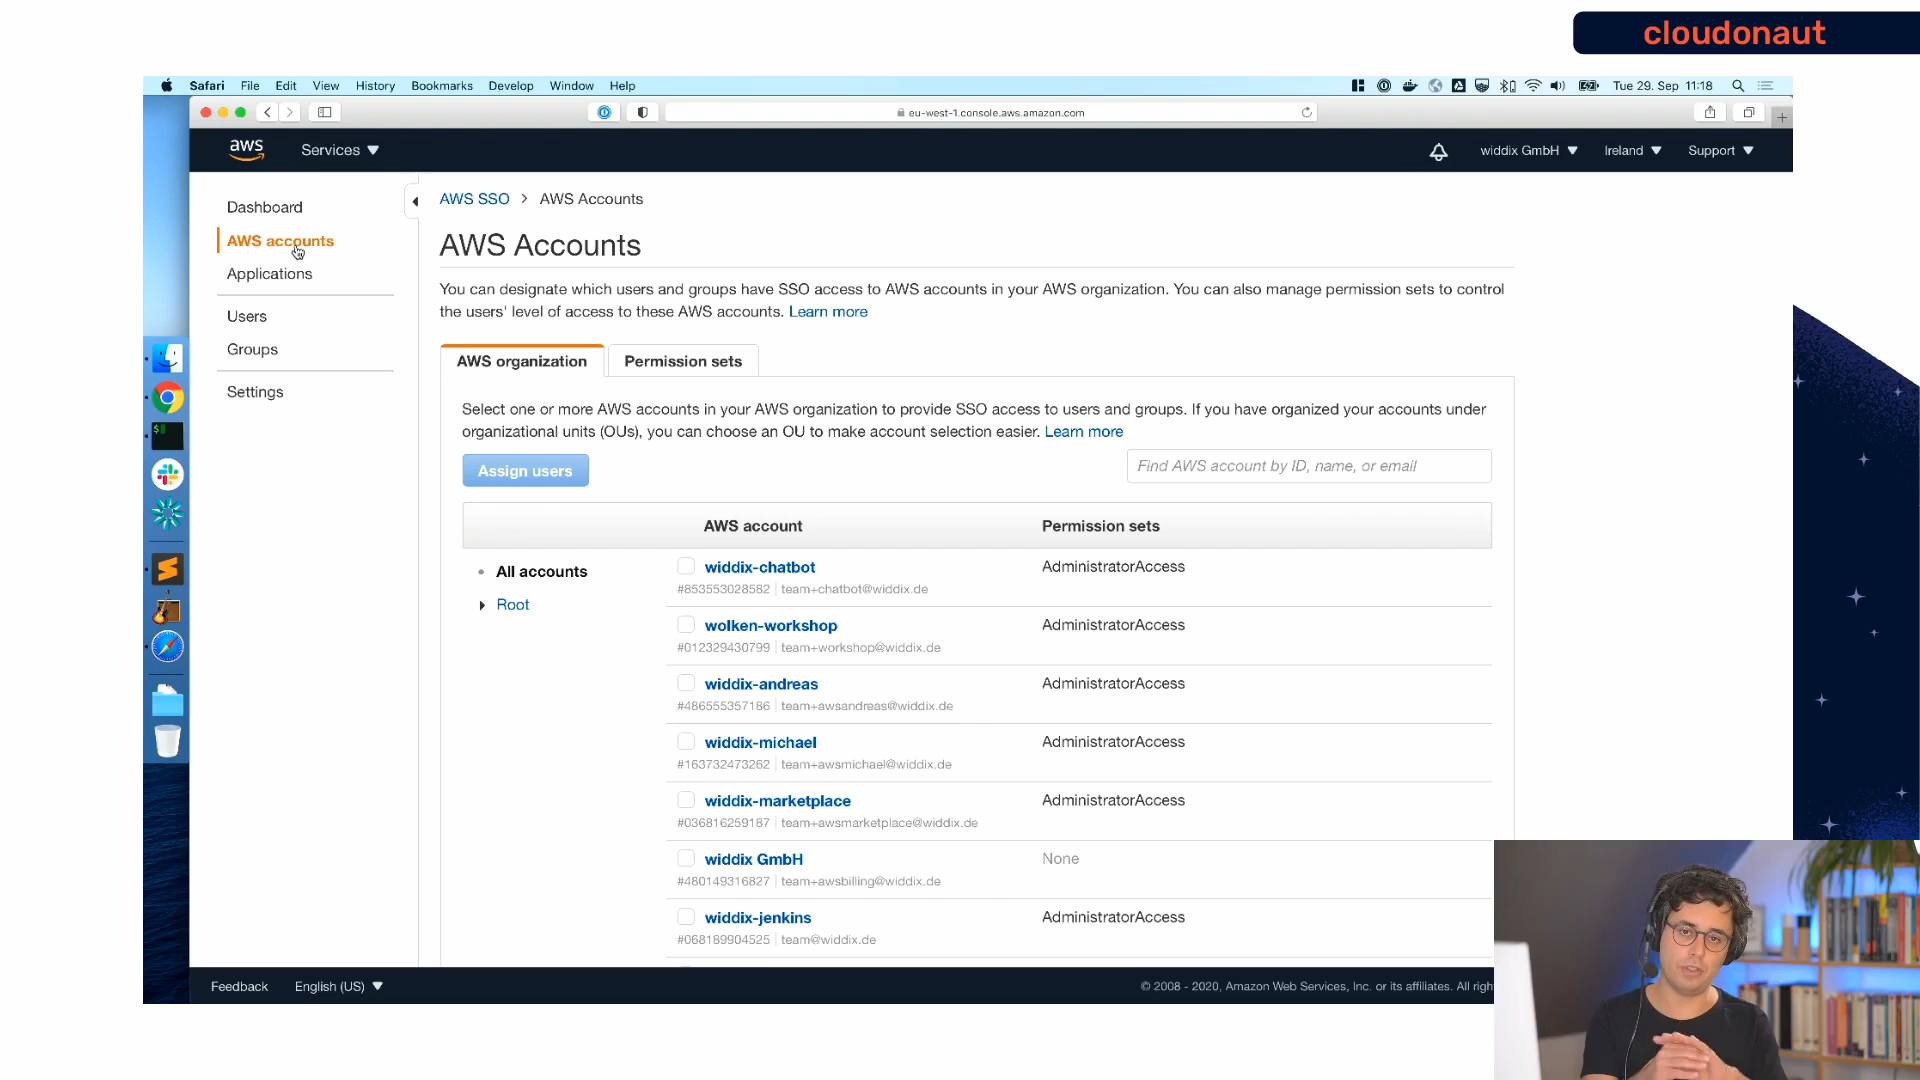 cloudonaut
Safari File Edit View History Bookmarks Develop Window Help
Tue 29. Sep 11:18
eu-west-1.console.aws.amazon.com
aws
Services
widdix GmbH
Ireland
Support
Dashboard
AWS accounts
Applications
Users
Groups
Settings
AWS SSO > AWS Accounts
AWS Accounts
You can designate which users and groups have SSO access to AWS accounts in your AWS organization. You can also manage permission sets to control
the users' level of access to these AWS accounts. Learn more
AWS organization
Permission sets
Select one or more AWS accounts in your AWS organization to provide SSO access to users and groups. If you have organized your accounts under
organizational units (OUs), you can choose an OU to make account selection easier. Learn more
Assign users
Find AWS account by ID, name, or email
AWS account
Permission sets
All accounts
Root
widdix-chatbot
AdministratorAccess
#853553028582 | team+chatbot@widdix.de
wolken-workshop
AdministratorAccess
#012329430799 | team+workshop@widdix.de
widdix-andreas
AdministratorAccess
#486555357186 | team+awsandreas@widdix.de
widdix-michael
AdministratorAccess
#163732473262 | team+awsmichael@widdix.de
widdix-marketplace
AdministratorAccess
#036816259187 | team+awsmarketplace@widdix.de
widdix GmbH
None
#480149316827 | team+awsbilling@widdix.de
widdix-jenkins
AdministratorAccess
#068189904525 | team@widdix.de
Feedback
English (US)
© 2008 - 2020, Amazon Web Services, Inc. or its affiliates. All righ